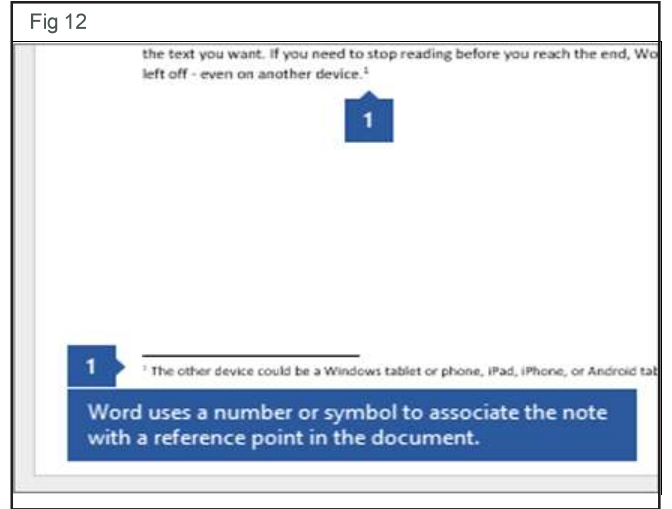 Fig 12
the text you want. If you need to stop reading before you reach the end, Wo
left off - even on another device.¹
1
1
¹ The other device could be a Windows tablet or phone, iPad, iPhone, or Android tab
Word uses a number or symbol to associate the note
with a reference point in the document.